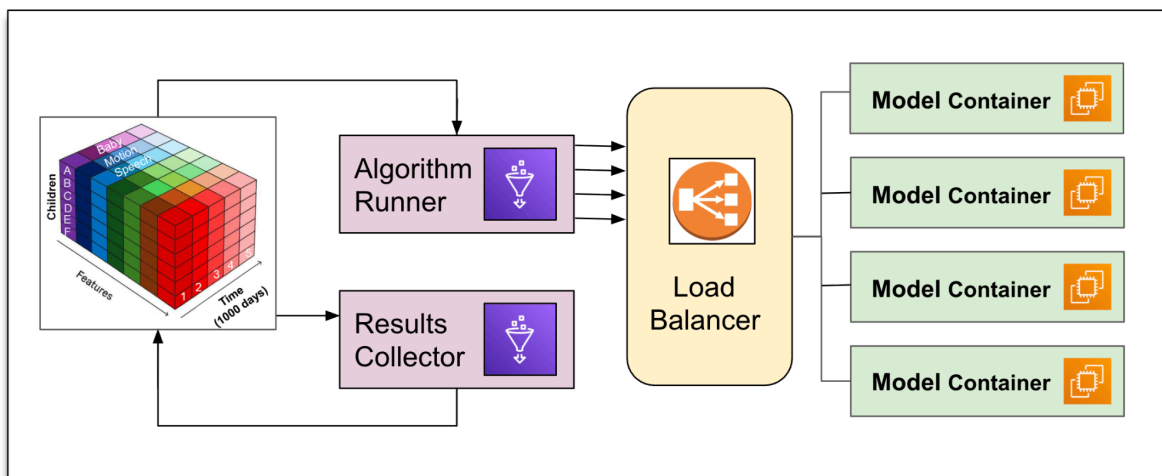 Baby
Motion
Speech
A
B
C
D
E
F
Children
Features
1 2 3 4 5
Time
(1000 days)
Algorithm
Runner
Results
Collector
Load
Balancer
Model Container
Model Container
Model Container
Model Container